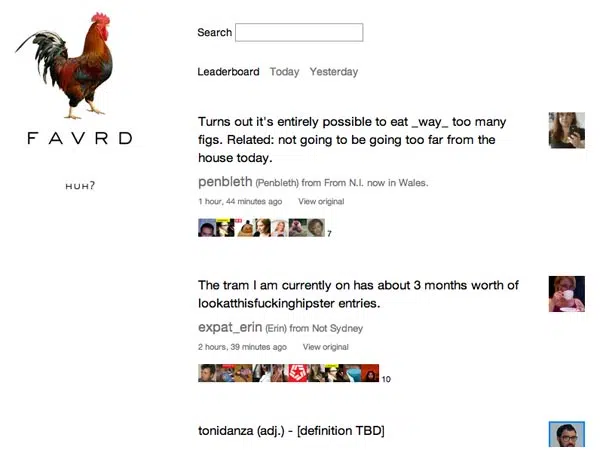 Search
Leaderboard Today Yesterday
FAVRD
HUH?
Turns out it's entirely possible to eat _way_ too many
figs. Related: not going to be going too far from the
house today.
penbleth (Penbleth) from From N.I. now in Wales.
1 hour, 44 minutes ago View original
7
The tram I am currently on has about 3 months worth of
lookatthisfuckinghipster entries.
expat_erin (Erin) from Not Sydney
2 hours, 39 minutes ago View original
10
tonidanza (adj.) - [definition TBD]